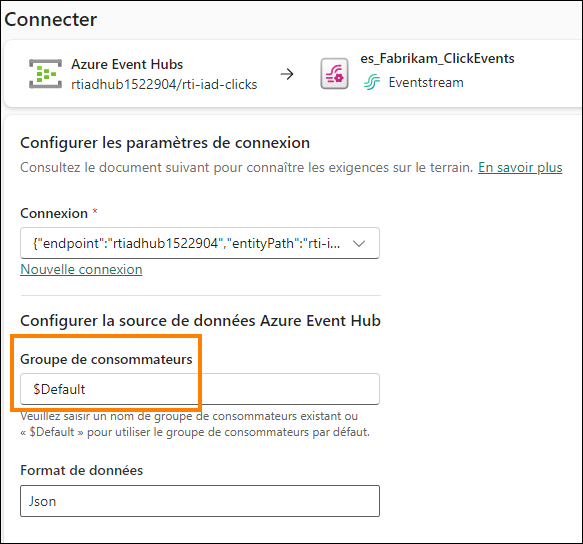 Connecter
Azure Event Hubs
rtiadhub1522904/rti-iad-clicks
es_Fabrikam_ClickEvents
Eventstream
Configurer les paramètres de connexion
Consultez le document suivant pour connaître les exigences sur le terrain. En savoir plus
Connexion *
{"endpoint":"rtiadhub1522904","entityPath":"rti-i...
Nouvelle connexion
Configurer la source de données Azure Event Hub
Groupe de consommateurs
$Default
Veuillez saisir un nom de groupe de consommateurs existant ou
« $Default » pour utiliser le groupe de consommateurs par défaut.
Format de données
Json